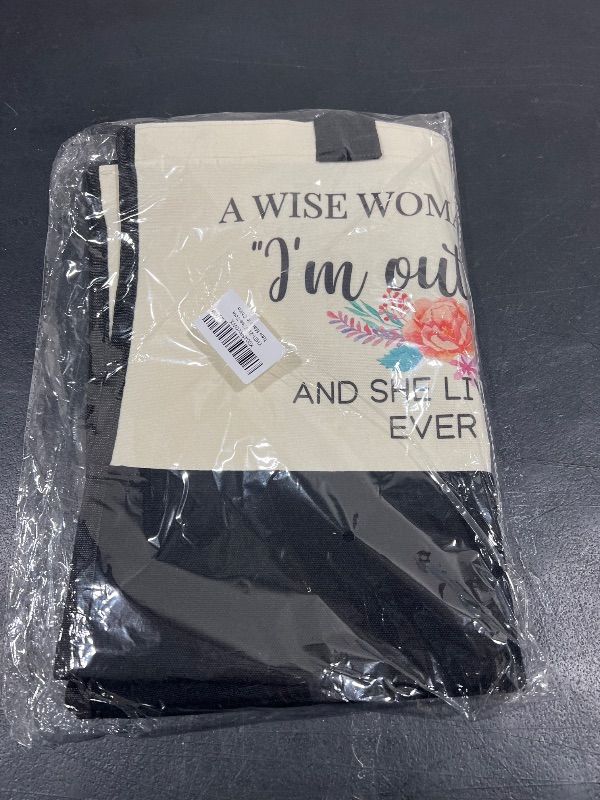 A WISE WOMA
"I'm out
AND SHE LI
EVER